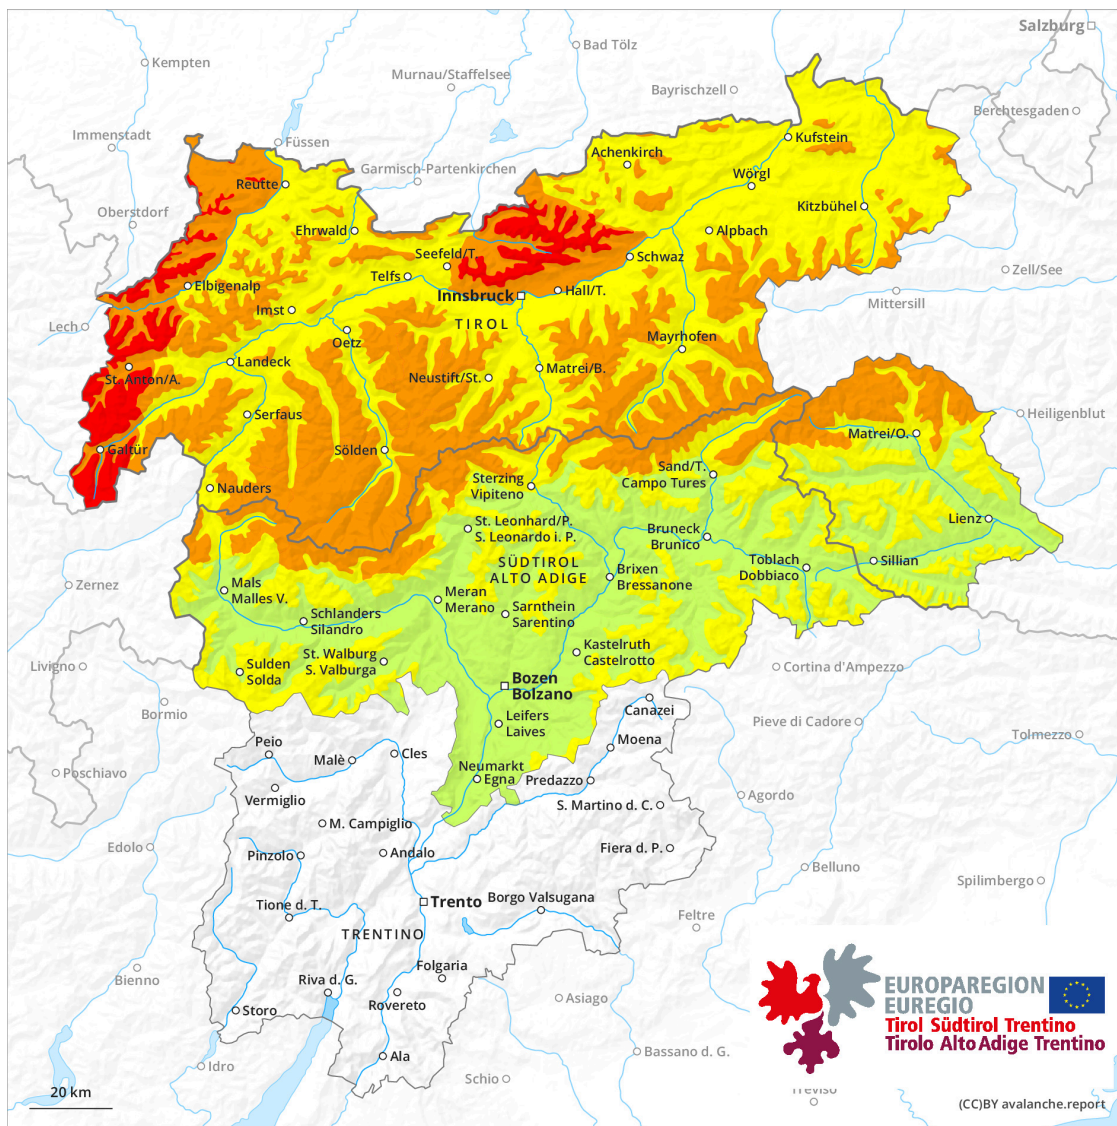 Salzburg
Bad Tölz
Kempten
Murnau/Staffelsee
Bayrischzell
Berchtesgaden
Immenstadt
Füssen
Kufstein
Achenkirch
Garmisch-Partenkirchen
Wörgl
Reutte
Oberstdorf
Kitzbühel
Ehrwald
Alpbach
Seefeld/T.
Schwaz
Telfs
Zell/See
Elbigenalp
Innsbruck
Hall/T.
Mittersill
Imst
TIROL
Lech
Oetz
Mayrhofen
Landeck
Matrei/B.
St. Anton/A.
Neustift/St.
Serfaus
Heiligenblut
Matrei/O.
Galtür
Sölden
Sand/T.
Campo Tures
Sterzing
Vipiteno
Nauders
Lienz
St. Leonhard/P.
S. Leonardo i. P.
Bruneck
Brunico
SÜDTIROL
ALTO ADIGE
Toblach
Dobbiaco
Sillian
Brixen
Bressanone
Zernez
Mals
Malles V.
Meran
Merano
Sarnthein
Sarentino
Schlanders
Silandro
Kastelruth
Castelrotto
St. Walburg
S. Valburga
Livigno
Sulden
Solda
Cortina d'Ampezzo
Bozen
Bolzano
Bormio
Canazei
Leifers
Laives
Pieve di Cadore
Tolmezzo
Peio
Moena
Cles
Malè
Poschiavo
Neumarkt
Egna
Predazzo
Vermiglio
Agordo
S. Martino d. C.
M. Campiglio
Edolo
Pinzolo
Andalo
Fiera d. P.
Belluno
Spilimbergo
Tione d. T.
Trento
Borgo Valsugana
Feltre
TRENTINO
Folgaria
Bienno
Riva d. G.
Rovereto
Asiago
Storo
EUROPAREGION
EUREGIO
Tirol Südtirol Trentino
Tirolo Alto Adige Trentino
Ala
Bassano d. G.
Idro
Schio
Treviso
20 km
(CC)BY avalanche.report